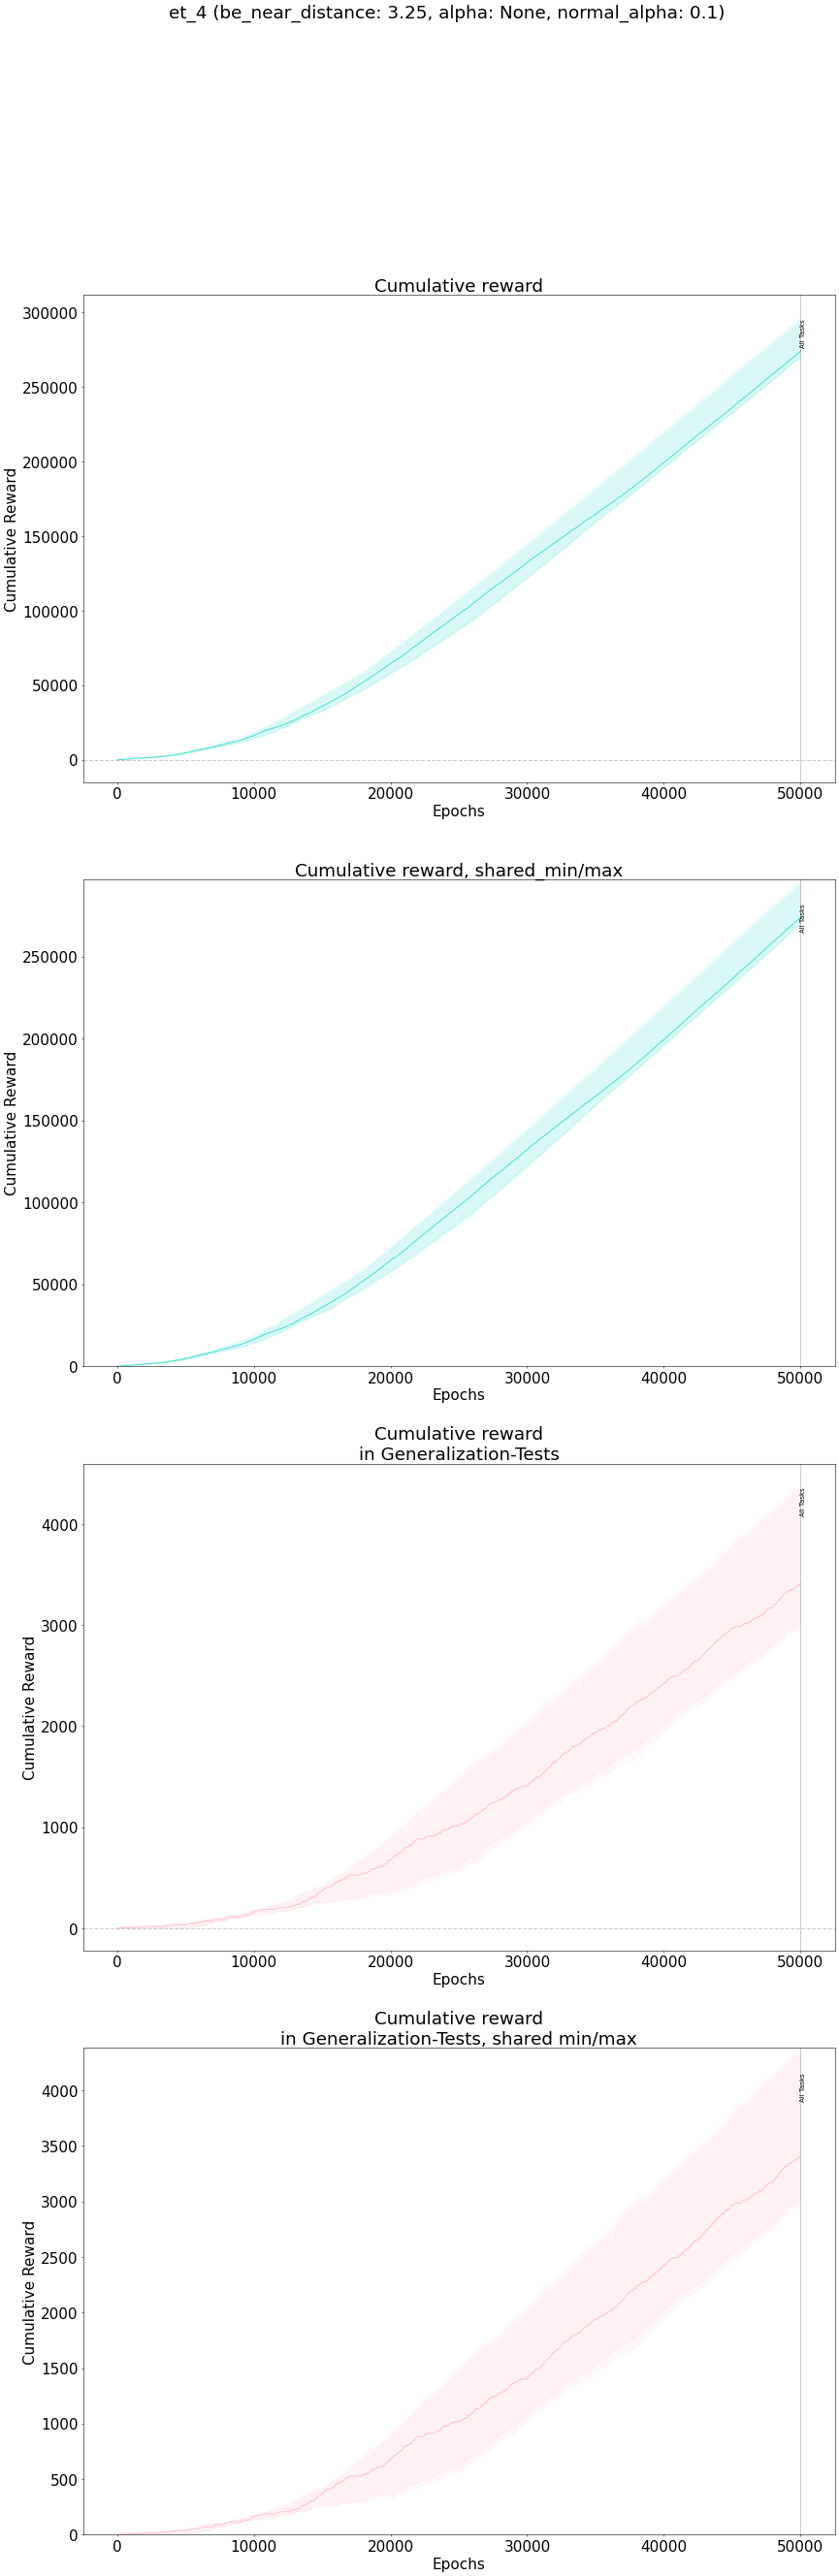 et_4 (be_near_distance: 3.25, alpha: None, normal_alpha: 0.1)
Cumulative reward
300000
250000
200000
150000
100000
50000
0
Cumulative Reward
All Tasks
0 10000 20000 30000 40000 50000
Epochs
Cumulative reward, shared_min/max
250000
200000
150000
100000
50000
0
Cumulative Reward
All Tasks
0 10000 20000 30000 40000 50000
Epochs
Cumulative reward
in Generalization-Tests
4000
3000
2000
1000
0
Cumulative Reward
All Tasks
0 10000 20000 30000 40000 50000
Epochs
Cumulative reward
in Generalization-Tests, shared min/max
4000
3500
3000
2500
2000
1500
1000
500
0
Cumulative Reward
All Tasks
0 10000 20000 30000 40000 50000
Epochs